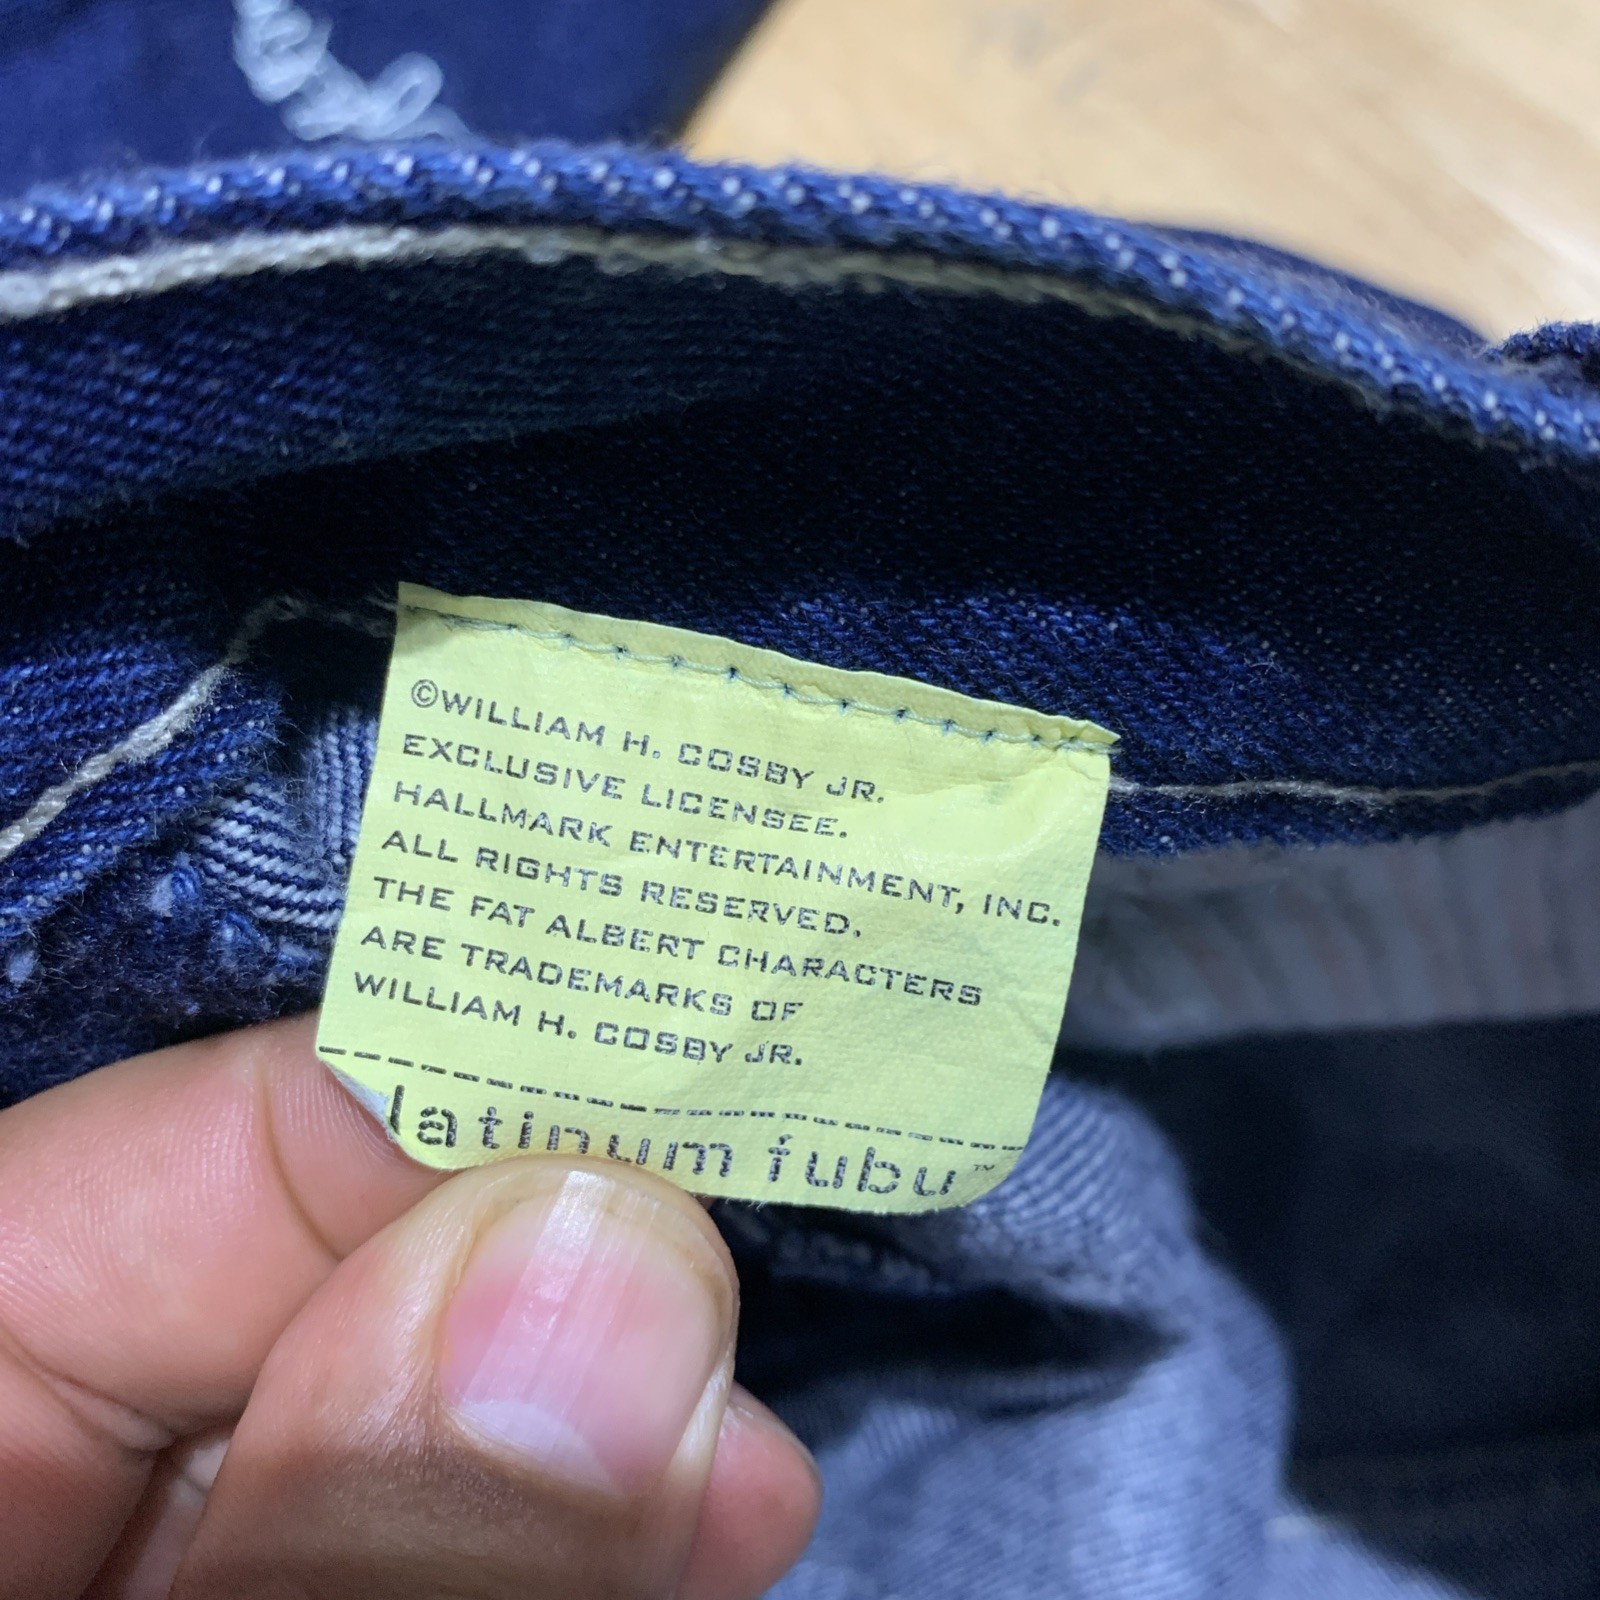 ©WILLIAM H. COSBY JR.
EXCLUSIVE LICENSEE.
HALLMARK ENTERTAINMENT, INC.
ALL RIGHTS RESERVED.
THE FAT ALBERT CHARACTERS
ARE TRADEMARKS OF
WILLIAM H. COSBY JR.
latinum fubu™